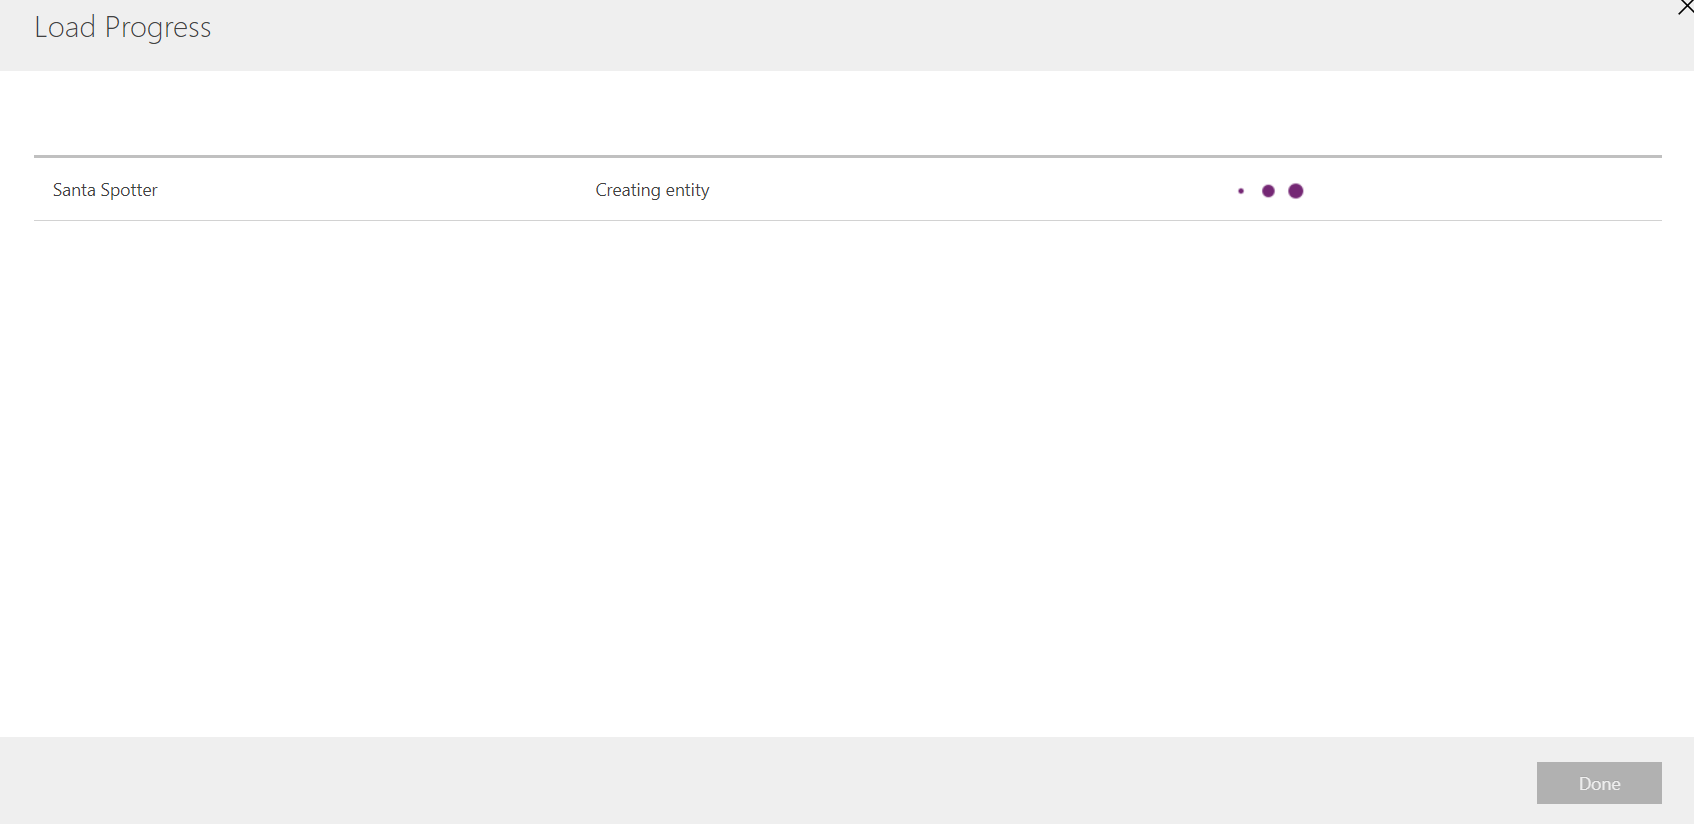 Load Progress
Santa Spotter
Creating entity
Done